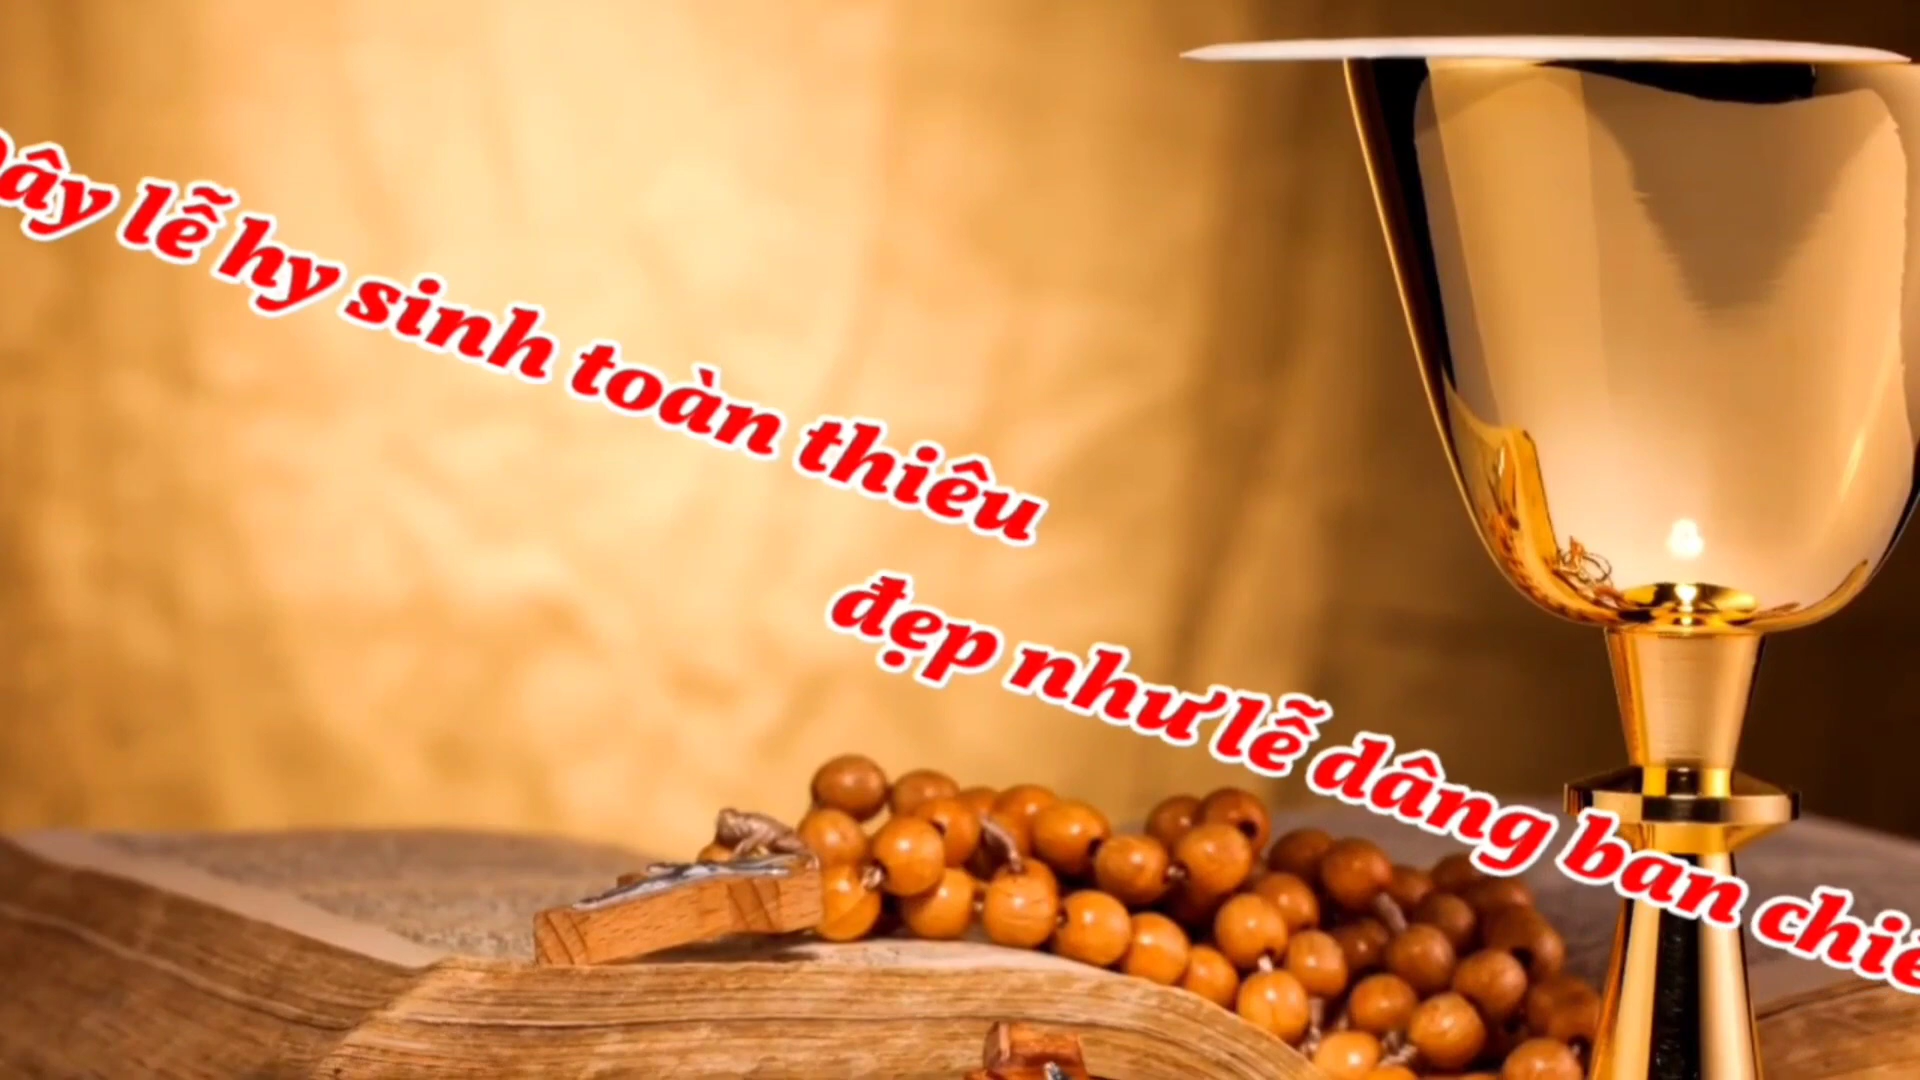 lễ hy sinh toàn thiêu
đẹp như lễ dâng ban